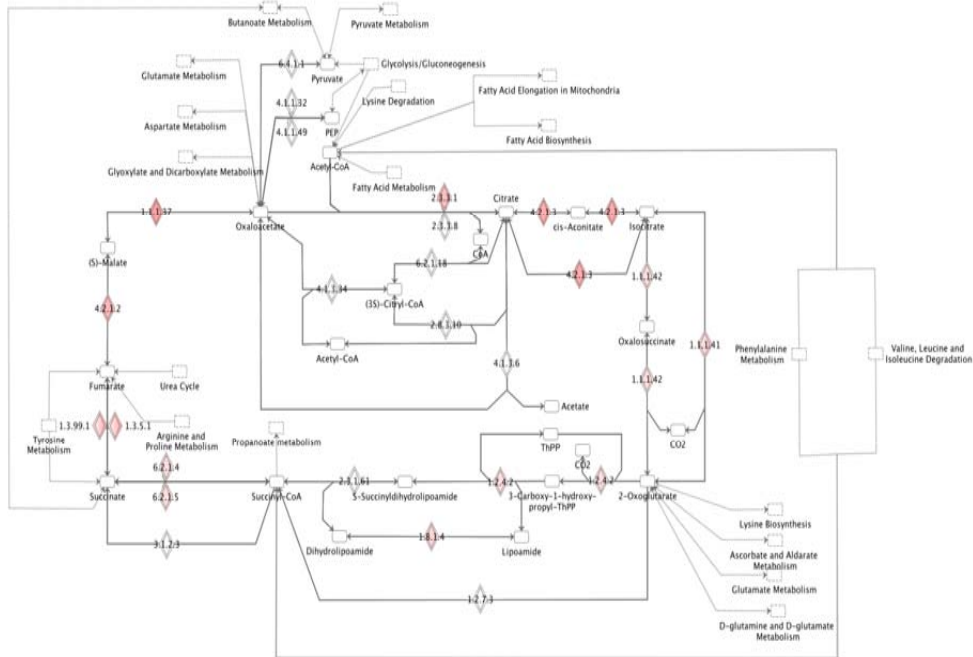 Butanoate Metabolism
Pyruvate Metabolism
6.4.1.1
Pyruvate
Glycolysis/Gluconeogenesis
Glutamate Metabolism
4.1.1.32
Lysine Degradation
Fatty Acid Elongation in Mitochondria
Aspartate Metabolism
4.1.1.49
PEP
Fatty Acid Biosynthesis
Glyoxylate and Dicarboxylate Metabolism
Acetyl-CoA
Fatty Acid Metabolism
1.1.1.37
Oxaloacetate
2.3.3.1
2.3.3.8
Citrate
4.2.1.3
cis-Aconitate
4.2.1.3
Isocitrate
CoA
(S)-Malate
6.2.1.18
4.2.1.3
1.1.1.42
4.1.3.34
(3S)-Citryl-CoA
4.2.1.2
2.8.3.10
Oxalosuccinate
1.1.1.41
Acetyl-CoA
4.1.3.6
Phenylalanine
Metabolism
Valine, Leucine and
Isoleucine Degradation
Fumarate
Urea Cycle
1.1.1.42
Acetate
1.3.99.1
1.3.5.1
Tyrosine
Metabolism
Arginine and
Proline Metabolism
Propanoate metabolism
ThPP
CO2
CO2
6.2.1.4
6.2.1.5
Succinate
Succinyl-CoA
2.3.1.61
S-Succinyldihydrolipoamide
1.2.4.2
3-Carboxy-1-hydroxy-
propyl-ThPP
1.2.4.2
2-Oxoglutarate
3.1.2.3
Dihydrolipoamide
1.8.1.4
Lipoamide
Lysine Biosynthesis
Ascorbate and Aldarate
Metabolism
Glutamate Metabolism
1.2.7.3
D-glutamine and D-glutamate
Metabolism